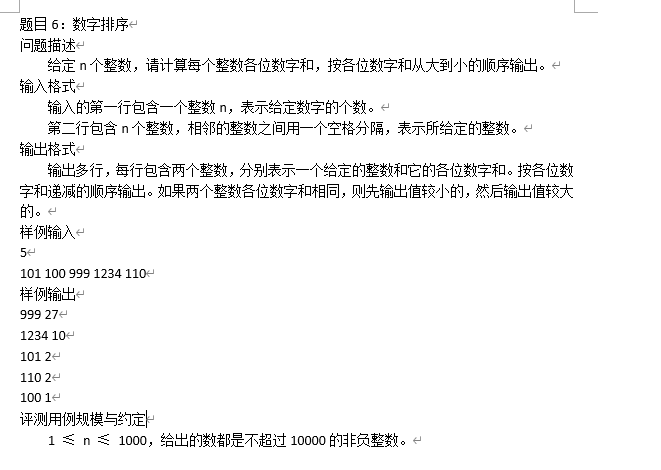 题目 6：数字排序
问题描述
给定 n 个整数，请计算每个整数各位数字和，按各位数字和从大到小的顺序输出。
输入格式
输入的第一行包含一个整数 n，表示给定数字的个数。
第二行包含 n 个整数，相邻的整数之间用一个空格分隔，表示所给定的整数。
输出格式
输出多行，每行包含两个整数，分别表示一个给定的整数和它的各位数字和。按各位数
字和递减的顺序输出。如果两个整数各位数字和相同，则先输出值较小的，然后输出值较大
的。
样例输入
5
101 100 999 1234 110
样例输出
999 27
1234 10
101 2
110 2
100 1
评测用例规模与约定
1 ≤ n ≤ 1000，给出的数都是不超过 10000 的非负整数。